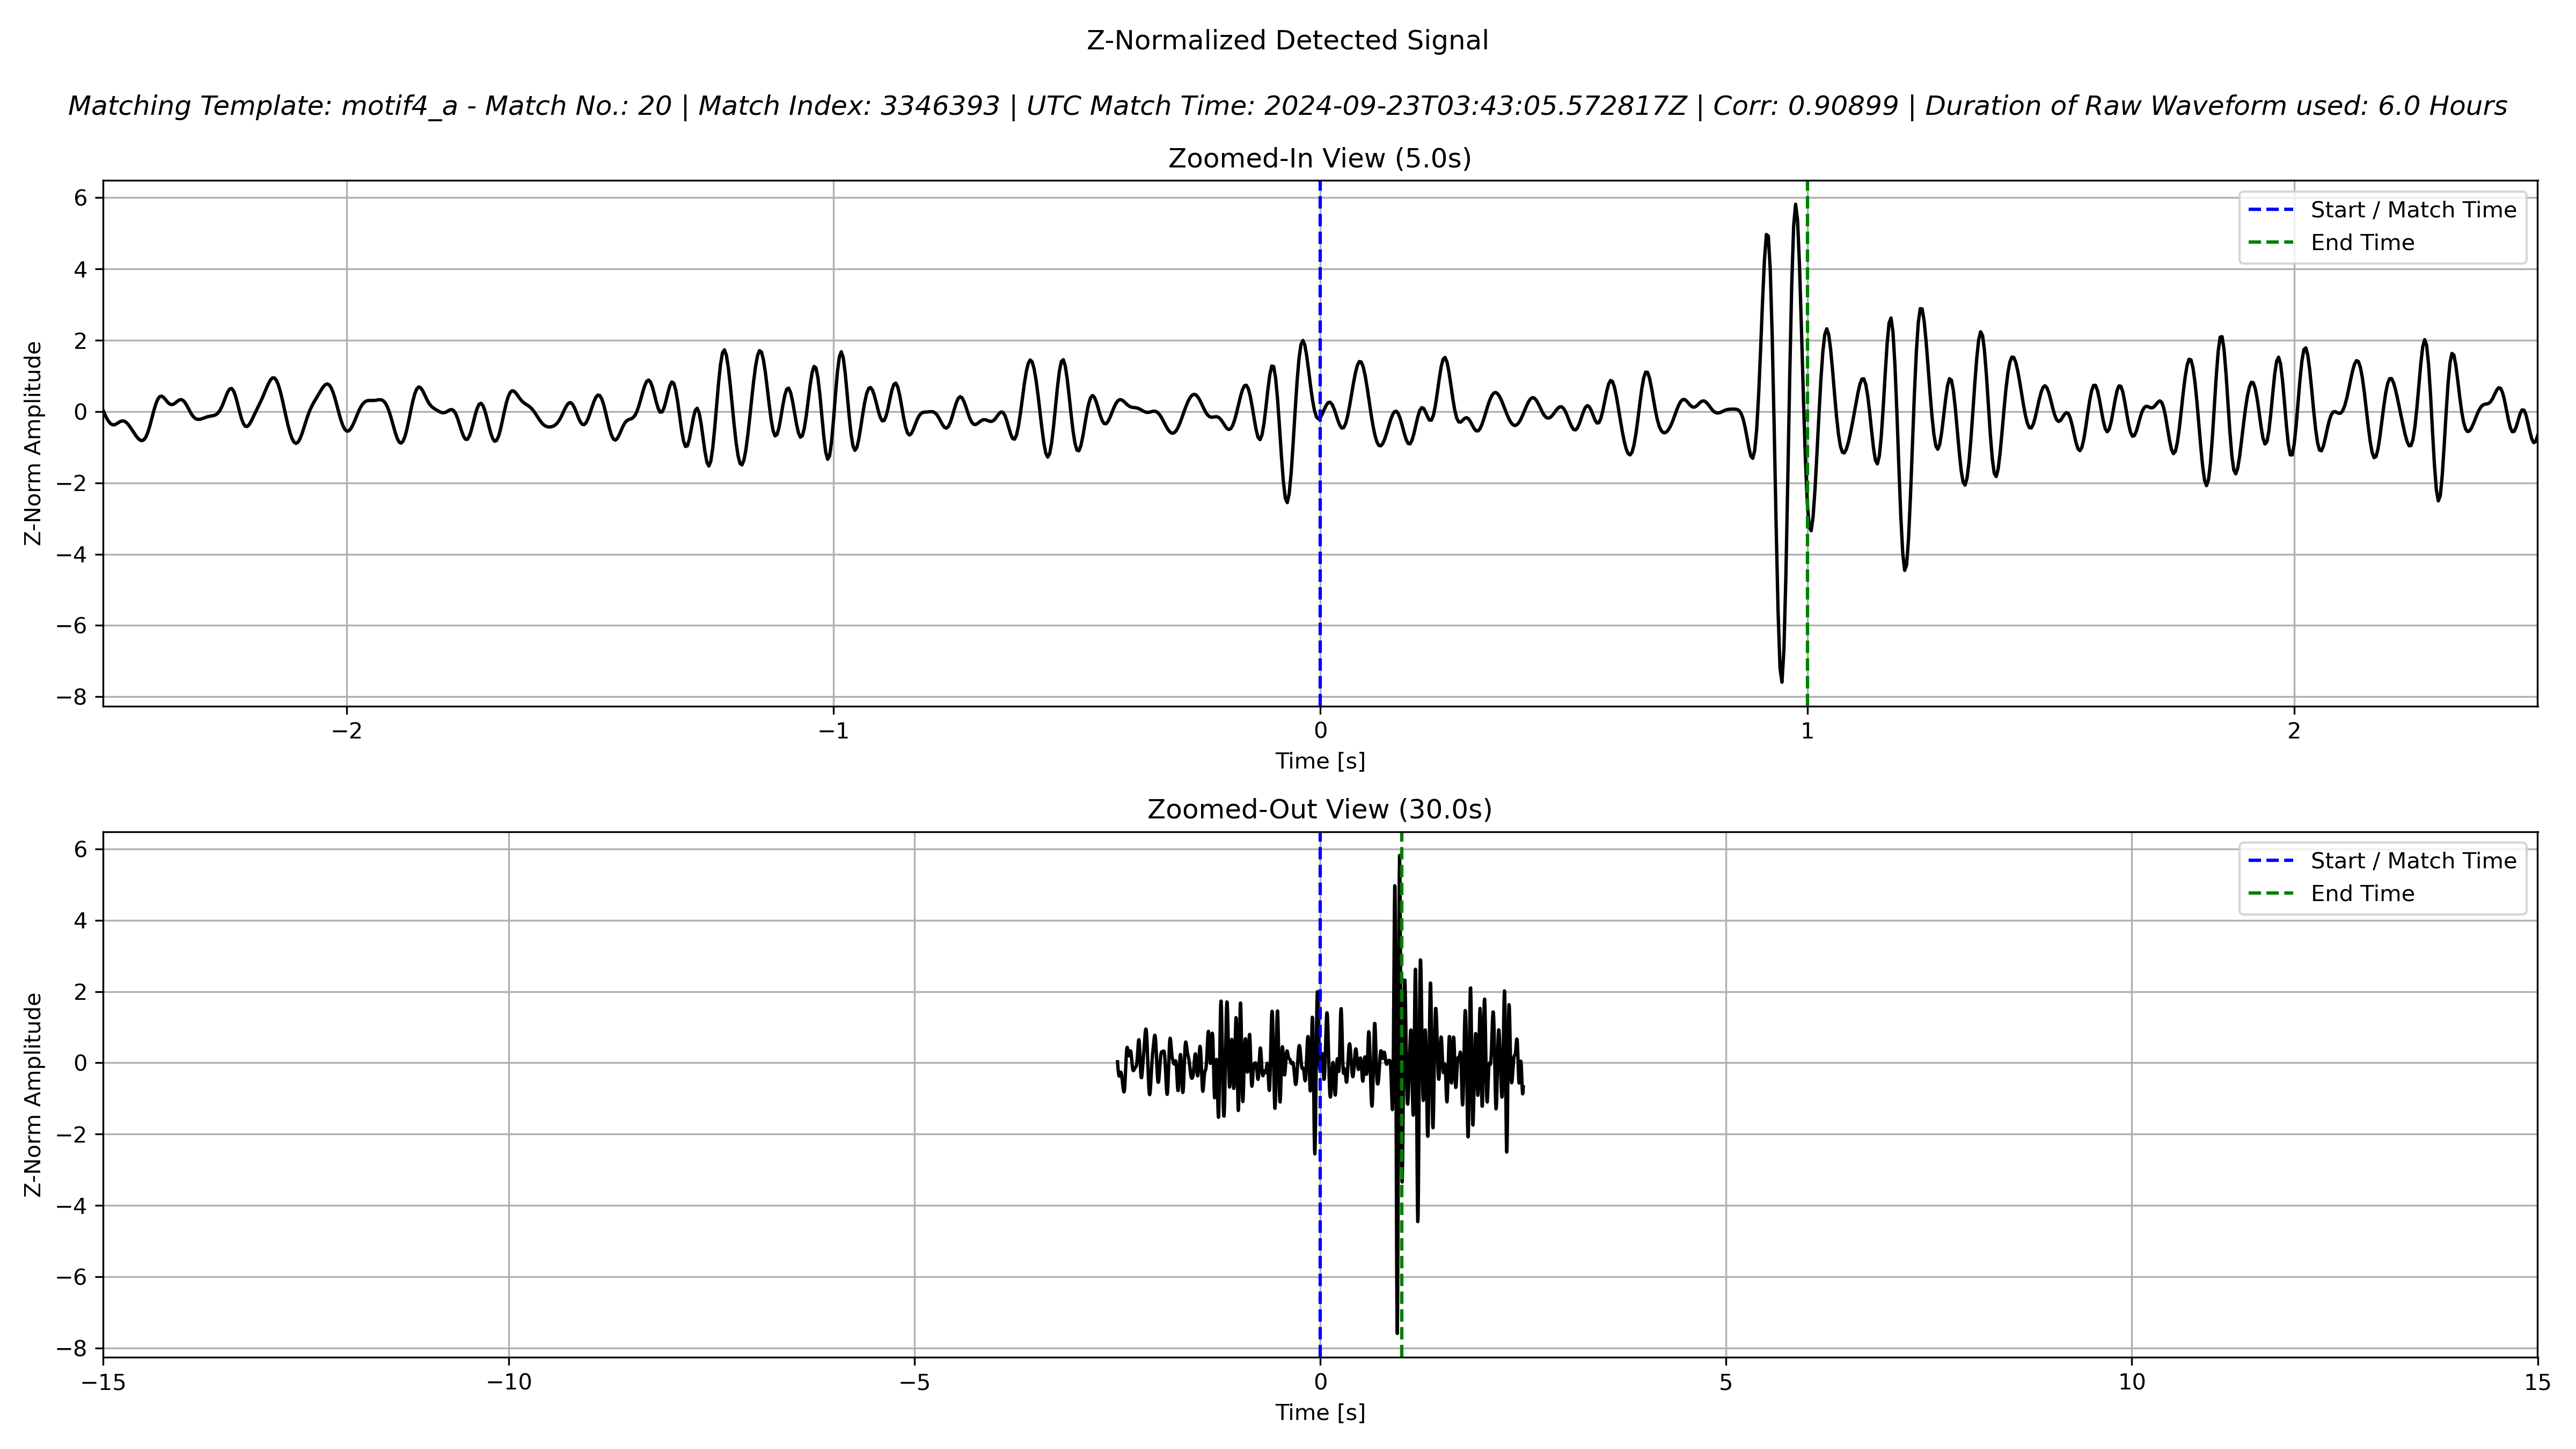 Z-Normalized Detected Signal
Matching Template: motif4_a - Match No.: 20 | Match Index: 3346393 | UTC Match Time: 2024-09-23T03:43:05.572817Z | Corr: 0.90899 | Duration of Raw Waveform used: 6.0 Hours
Zoomed-In View (5.0s)
Z-Norm Amplitude
6
4
2
0
−2
−4
−6
−8
Start / Match Time
End Time
−2
−1
0
1
2
Time [s]
Zoomed-Out View (30.0s)
Z-Norm Amplitude
6
4
2
0
−2
−4
−6
−8
Start / Match Time
End Time
−15
−10
−5
0
5
10
15
Time [s]